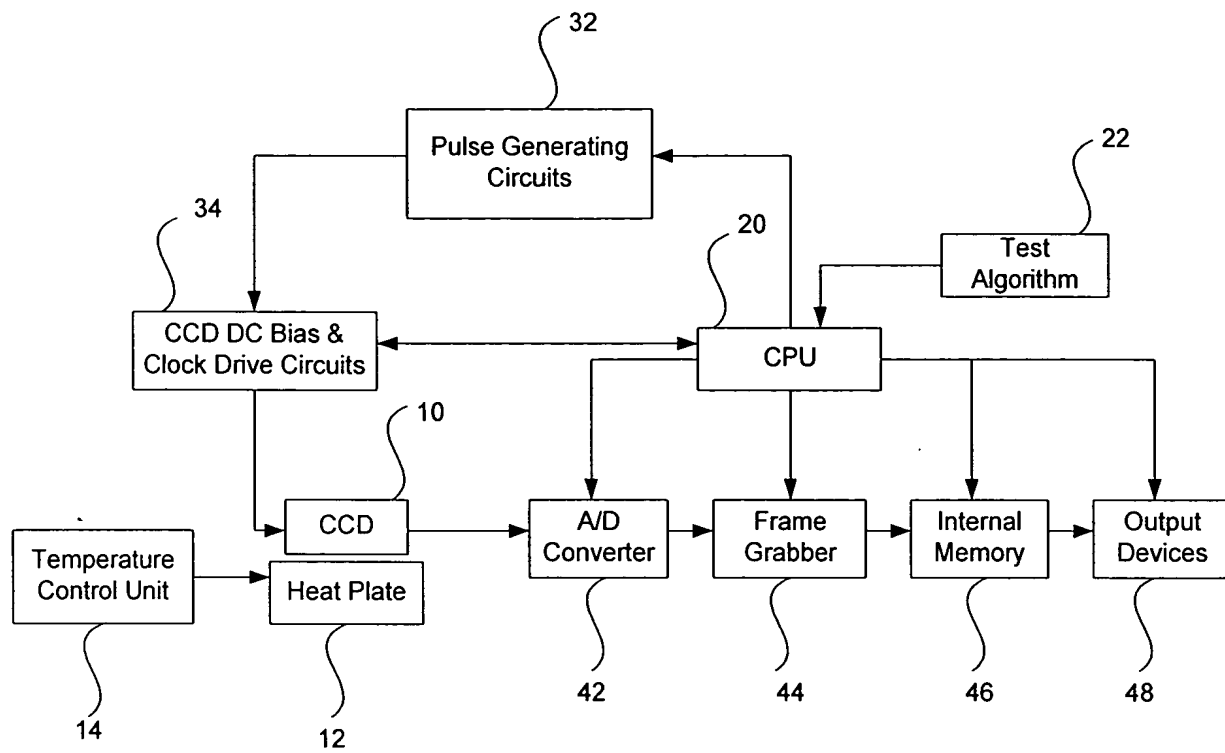 32
Pulse Generating
Circuits
22
Test
Algorithm
34
20
CCD DC Bias &
Clock Drive Circuits
CPU
10
CCD
A/D
Converter
Frame
Grabber
Internal
Memory
Output
Devices
Temperature
Control Unit
Heat Plate
14
12
42
44
46
48